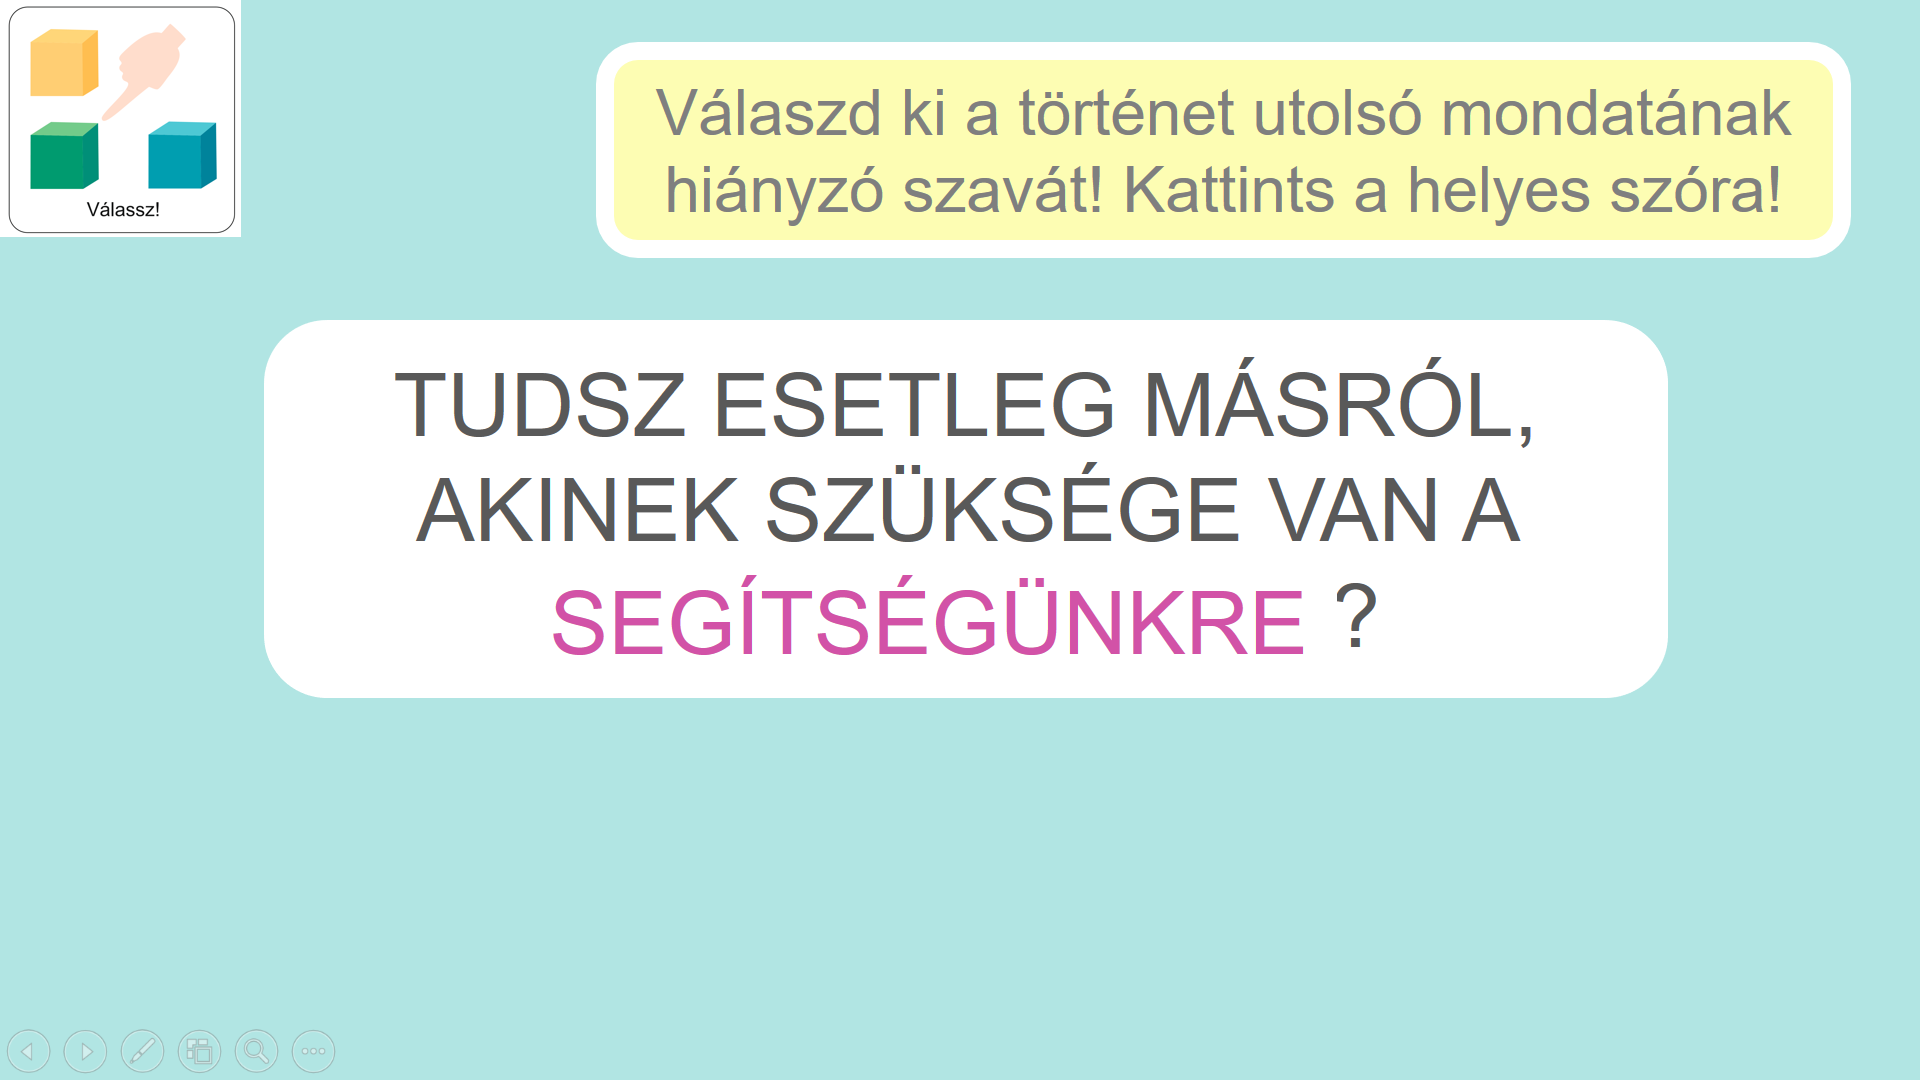 Válassz!
Válaszd ki a történet utolsó mondatának
hiányzó szavát! Kattints a helyes szóra!
TUDSZ ESETLEG MÁSRÓL,
AKINEK SZÜKSÉGE VAN A
SEGÍTSÉGÜNKRE ?